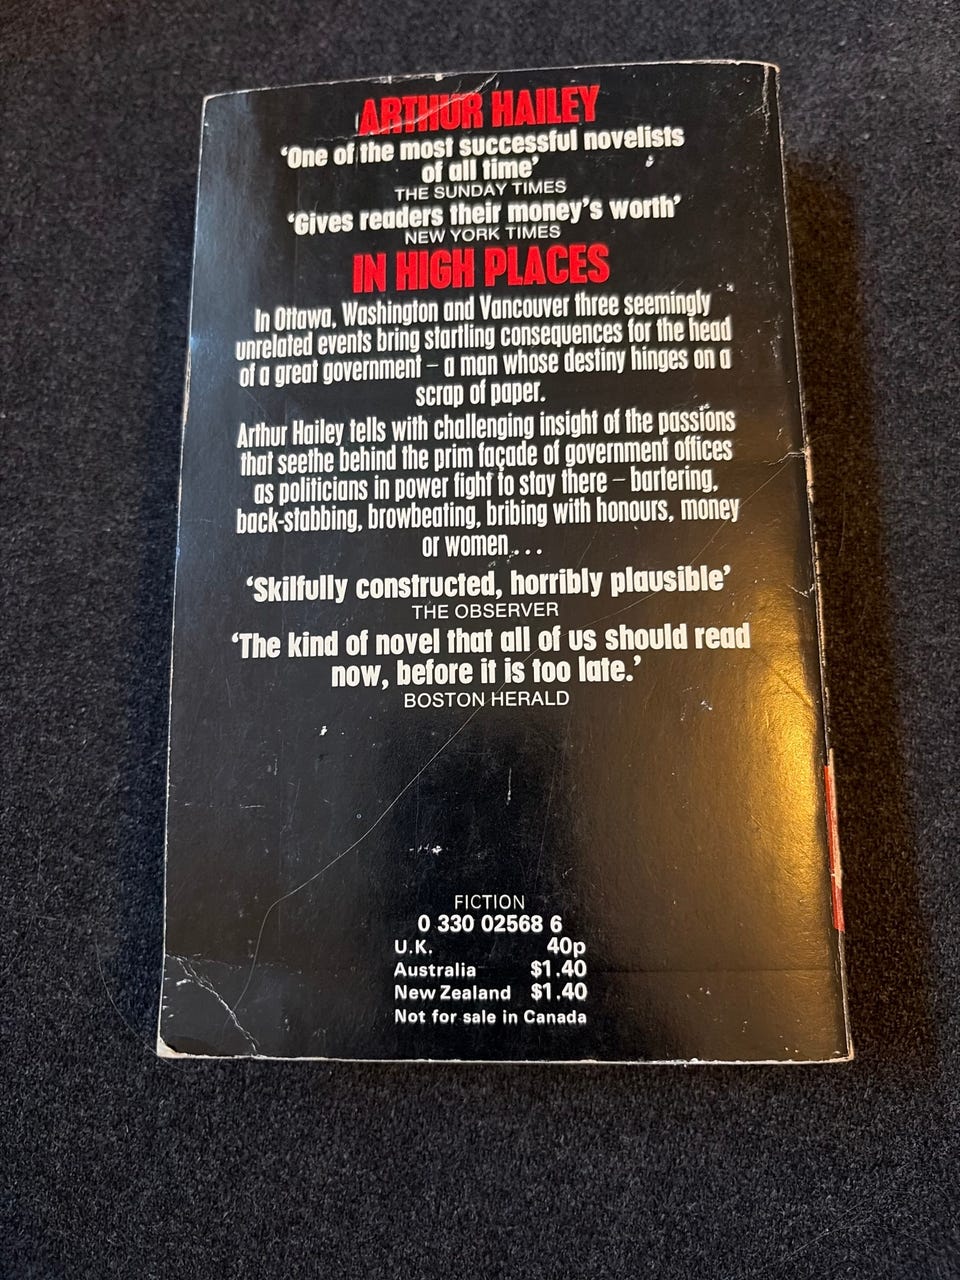 ARTHUR HAILEY
‘One of the most successful novelists
of all time’
THE SUNDAY TIMES
‘Gives readers their money’s worth’
NEW YORK TIMES
IN HIGH PLACES
In Ottawa, Washington and Vancouver three seemingly
unrelated events bring startling consequences for the head
of a great government – a man whose destiny hinges on a
scrap of paper.
Arthur Hailey tells with challenging insight of the passions
that seethe behind the prim façade of government offices
as politicians in power fight to stay there – bartering,
back-stabbing, browbeating, bribing with honours, money
or women . . .
‘Skilfully constructed, horribly plausible’
THE OBSERVER
‘The kind of novel that all of us should read
now, before it is too late.’
BOSTON HERALD
FICTION
0 330 02568 6
U.K. 40p
Australia $1.40
New Zealand $1.40
Not for sale in Canada